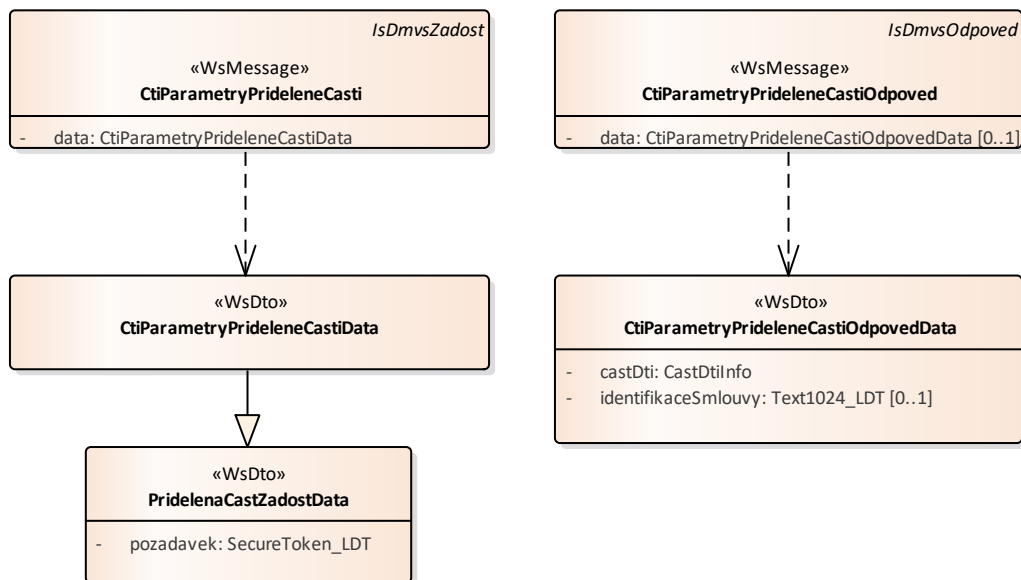 IsDmvsZadost
«WsMessage»
CtiParametryPrideleneCasti
- data: CtiParametryPrideleneCastiData
IsDmvsOdpoved
«WsMessage»
CtiParametryPrideleneCastiOdpoved
- data: CtiParametryPrideleneCastiOdpovedData [0..1]
«WsDto»
CtiParametryPrideleneCastiData
«WsDto»
CtiParametryPrideleneCastiOdpovedData
- castDti: CastDtiInfo
- identifikaceSmlouvy: Text1024_LDT [0..1]
«WsDto»
PridelenaCastZadostData
- pozadavek: SecureToken_LDT